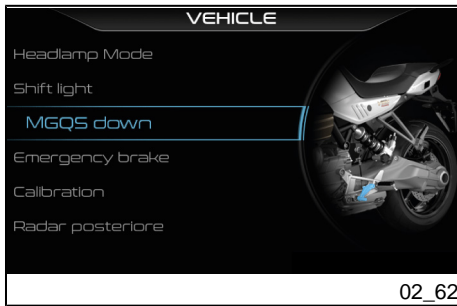 VEHICLE
Headlamp Mode
Shift light
MGQS down
Emergency brake
Calibration
Radar posteriore
02_62